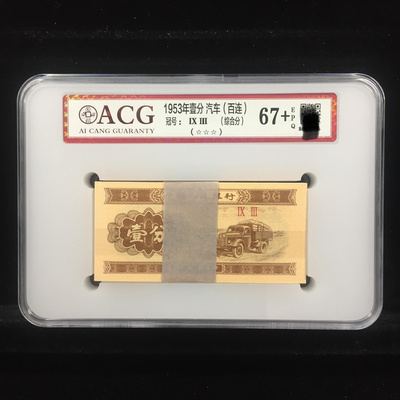 ACG
AI CANG GUARANTY
1953年壹分 汽车（百连）
冠号： IX III （综合分）
（☆☆☆）
67+
EPQ
行
IX III
壹分